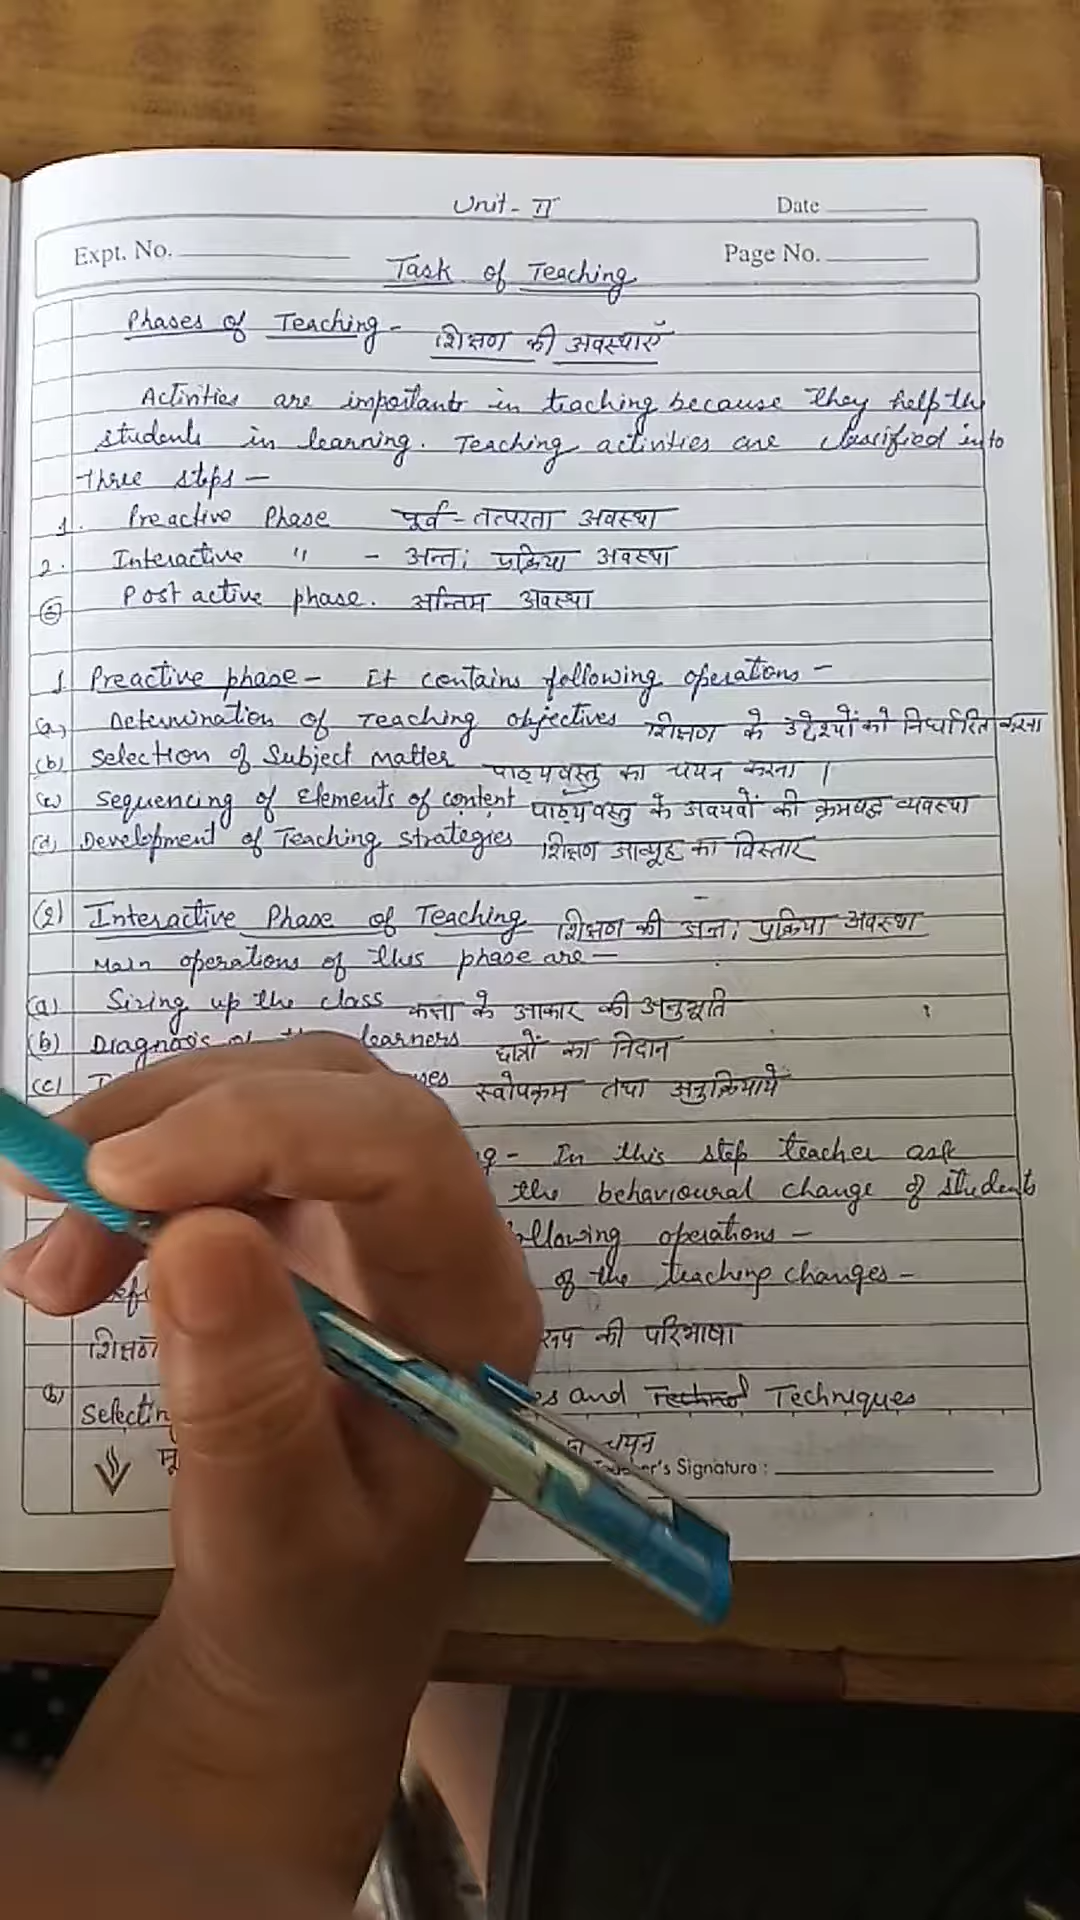 Unit - II
Date
Expt. No.
Page No.
Task of Teaching
Phases of Teaching - शिक्षण की अवस्थाएँ
Activities are important in teaching because they help the
students in learning. Teaching activities are classified into
three steps -
1. Preactive Phase पूर्व - तत्परता अवस्था
2. Interactive " - अन्त: प्रक्रिया अवस्था
③ Post active phase. अन्तिम अवस्था
1 Preactive phase - It contains following operations -
(a) Determination of Teaching objectives शिक्षण के उद्देश्यों को निर्धारित करना
(b) Selection of Subject matter पाठ्यवस्तु का चयन करना ।
(c) Sequencing of Elements of content पाठ्यवस्तु के अवयवों की क्रमबद्ध व्यवस्था
(d) Development of Teaching strategies शिक्षण आव्यूह का विस्तार
(2) Interactive Phase of Teaching शिक्षण की अन्त: प्रक्रिया अवस्था
Main operations of this phase are -
(a) Sizing up the class कक्षा के आकार की अनुभूति
(b) Diagnosis of the learners छात्रों का निदान
(c) स्वोपक्रम तथा अनुक्रियायें
- In this step teacher ask
the behavioural change of students
following operations -
of the teaching changes -
शिक्षण की परिभाषा
(b) Selecting and Techniques
चयन
Teacher's Signature :